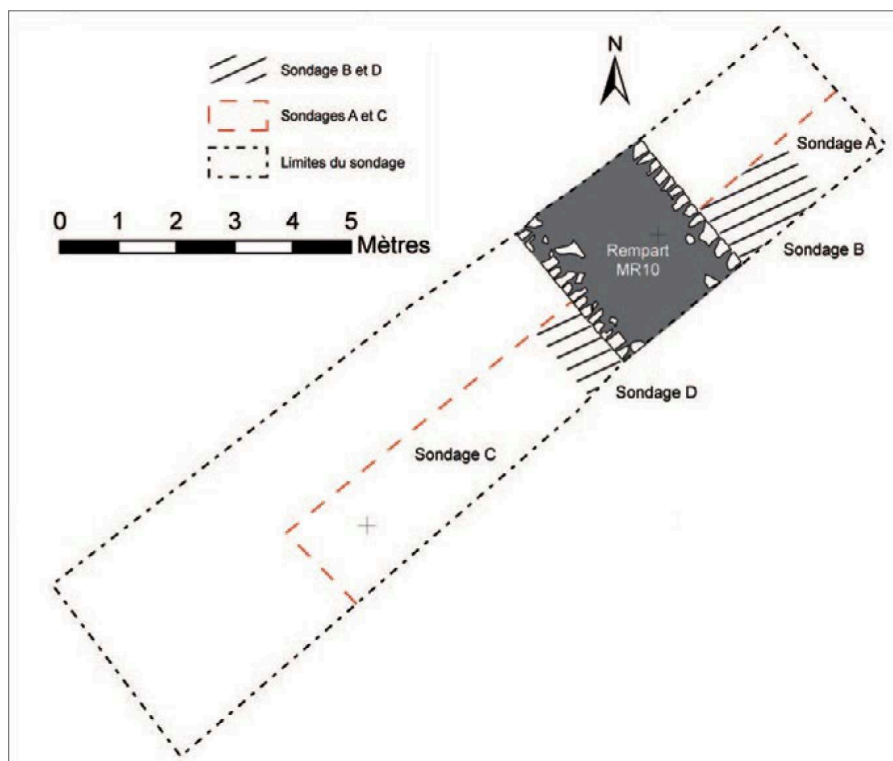 Sondage B et D
Sondages A et C
Limites du sondage
N
0 1 2 3 4 5
Mètres
Sondage A
Sondage B
Rempart
MR10
Sondage D
Sondage C